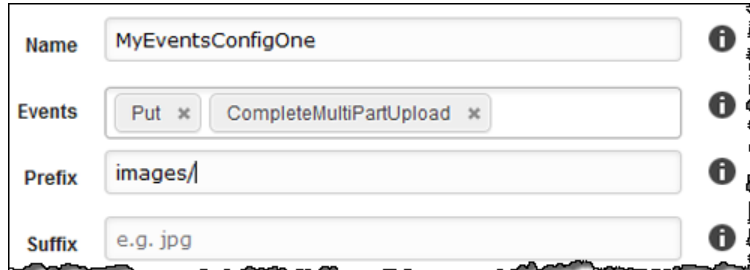 Name MyEventsConfigOne
Events Put × CompleteMultiPartUpload ×
Prefix images/
Suffix e.g. jpg